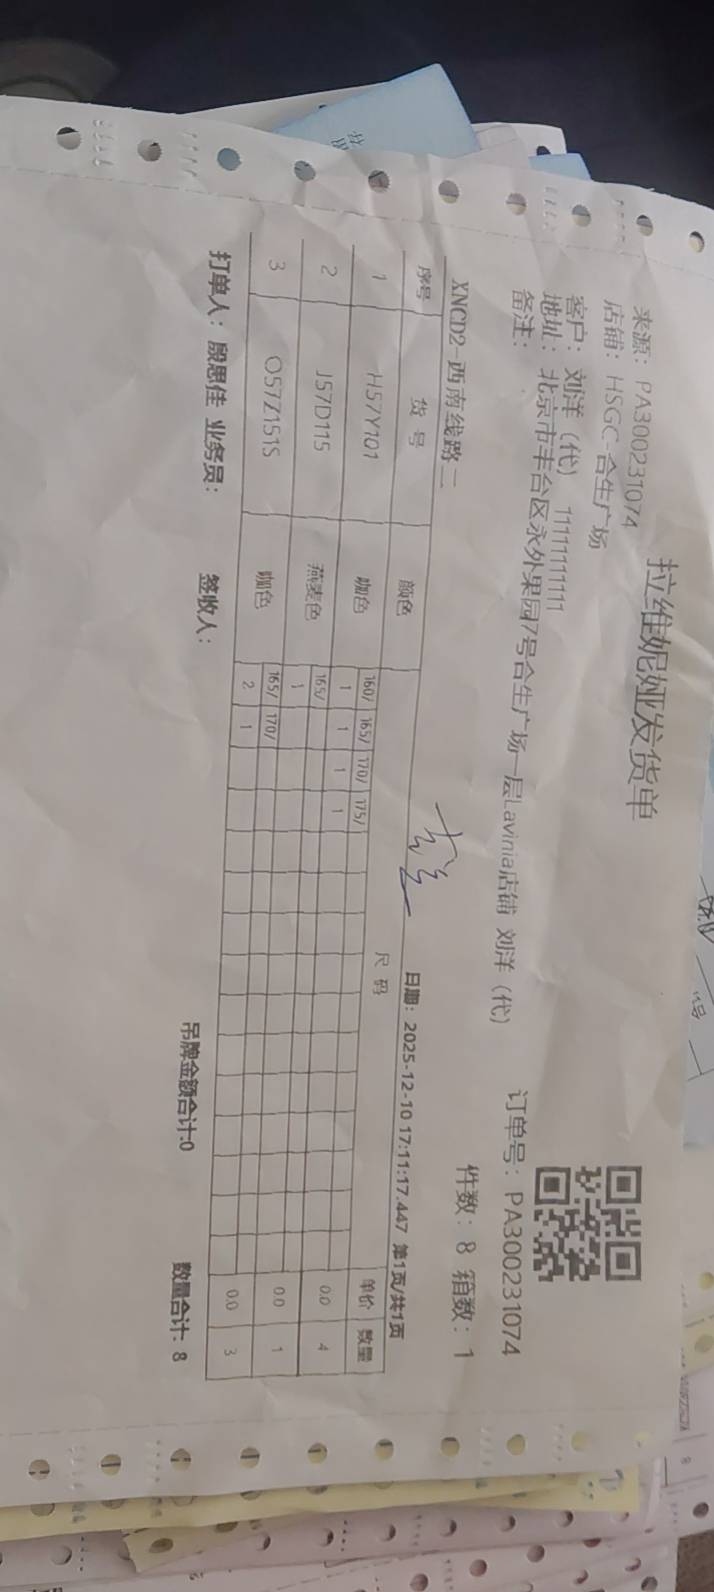 拉维妮娅发货单
来源：PA300231074
店铺：HSGC-合生广场
客户：刘洋（代） 11111111111
地址：北京市丰台区永外果园7号合生广场一层Lavinia店铺 刘洋（代） 订单号：PA300231074
备注：
件数：8 箱数：1
XNCD2-西南线路二 日期：2025-12-10 17:11:17.447 第1页/共1页
序号 货号 颜色 尺码 单价 数量
1 H57Y101 咖色 160/ 165/ 170/ 175/ 0.0 4
1 1 1 1
2 J57D115 燕麦色 165/ 0.0 1
1
3 O57Z151S 咖色 165/ 170/ 0.0 3
2 1
打单人：殷思佳 业务员： 签收人： 吊牌金额合计:0 数量合计: 8